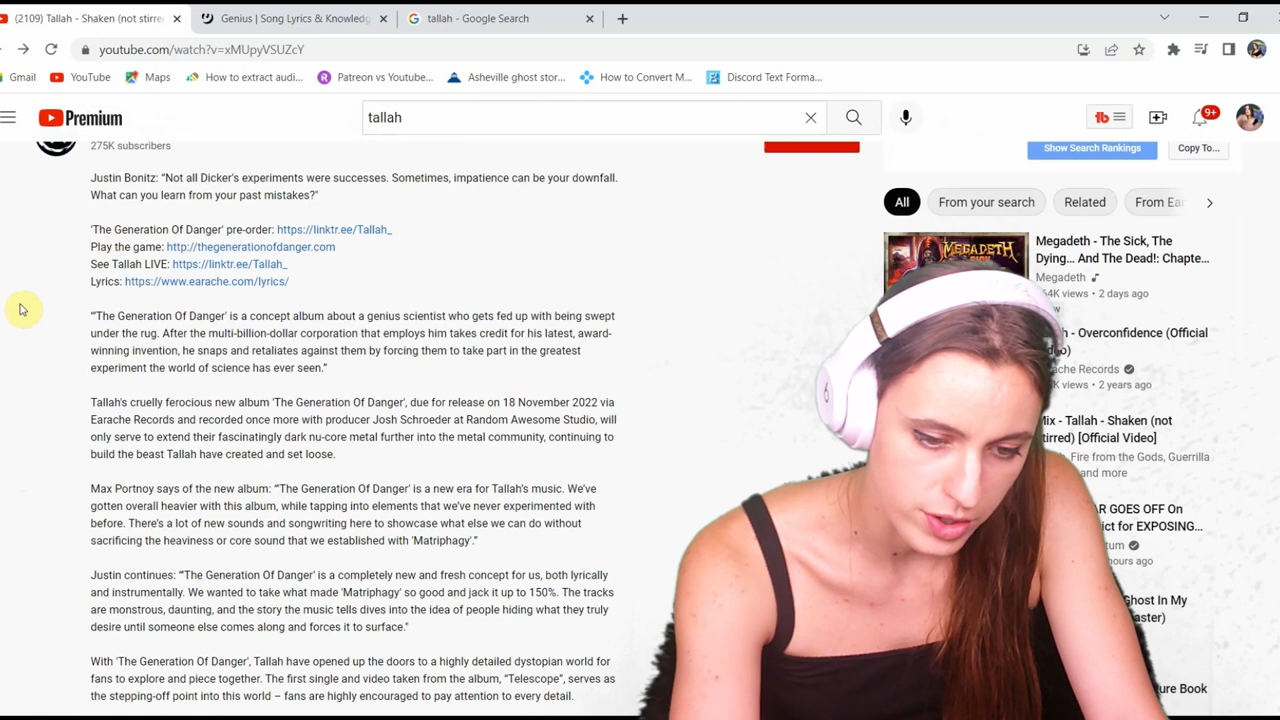 (2109) Tallah - Shaken (not stirre
Genius | Song Lyrics & Knowledg
tallah - Google Search
youtube.com/watch?v=xMUpyVSUZcY
Gmail
YouTube
Maps
How to extract audi...
Patreon vs Youtube...
Asheville ghost stor...
How to Convert M...
Discord Text Forma...
Premium
tallah
9+
275K subscribers
Show Search Rankings
Copy To...
Justin Bonitz: “Not all Dicker's experiments were successes. Sometimes, impatience can be your downfall.
What can you learn from your past mistakes?"
'The Generation Of Danger' pre-order: https://linktr.ee/Tallah_
Play the game: http://thegenerationofdanger.com
See Tallah LIVE: https://linktr.ee/Tallah_
Lyrics: https://www.earache.com/lyrics/
“'The Generation Of Danger' is a concept album about a genius scientist who gets fed up with being swept
under the rug. After the multi-billion-dollar corporation that employs him takes credit for his latest, award-
winning invention, he snaps and retaliates against them by forcing them to take part in the greatest
experiment the world of science has ever seen.”
Tallah's cruelly ferocious new album 'The Generation Of Danger', due for release on 18 November 2022 via
Earache Records and recorded once more with producer Josh Schroeder at Random Awesome Studio, will
only serve to extend their fascinatingly dark nu-core metal further into the metal community, continuing to
build the beast Tallah have created and set loose.
Max Portnoy says of the new album: “'The Generation Of Danger' is a new era for Tallah's music. We've
gotten overall heavier with this album, while tapping into elements that we've never experimented with
before. There's a lot of new sounds and songwriting here to showcase what else we can do without
sacrificing the heaviness or core sound that we established with 'Matriphagy'.”
Justin continues: “'The Generation Of Danger' is a completely new and fresh concept for us, both lyrically
and instrumentally. We wanted to take what made 'Matriphagy' so good and jack it up to 150%. The tracks
are monstrous, daunting, and the story the music tells dives into the idea of people hiding what they truly
desire until someone else comes along and forces it to surface."
With 'The Generation Of Danger', Tallah have opened up the doors to a highly detailed dystopian world for
fans to explore and piece together. The first single and video taken from the album, “Telescope”, serves as
the stepping-off point into this world – fans are highly encouraged to pay attention to every detail.
All
From your search
Related
From Ear
MEGADETH
Megadeth - The Sick, The
Dying… And The Dead!: Chapte...
Megadeth
4K views • 2 days ago
h - Overconfidence (Official
ache Records
K views • 2 years ago
Mix - Tallah - Shaken (not
tirred) [Official Video]
, Fire from the Gods, Guerrilla
and more
AR GOES OFF On
ict for EXPOSING...
tum
hours ago
Ghost In My
aster)
ure Book